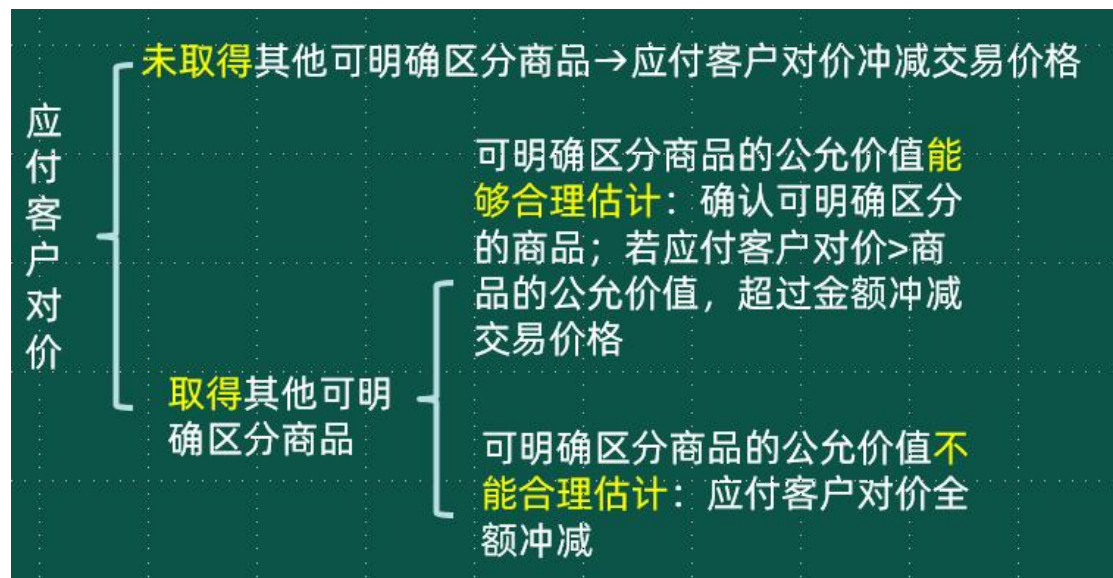 应付客户对价
未取得其他可明确区分商品→应付客户对价冲减交易价格
取得其他可明
确区分商品
可明确区分商品的公允价值能
够合理估计：确认可明确区分
的商品；若应付客户对价>商
品的公允价值，超过金额冲减
交易价格
可明确区分商品的公允价值不
能合理估计：应付客户对价全
额冲减